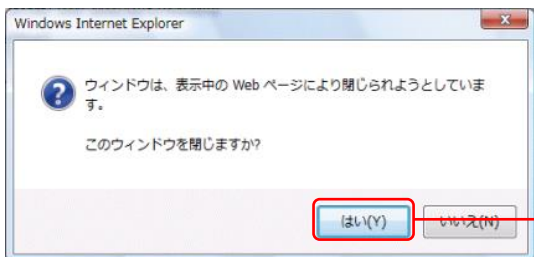 Windows Internet Explorer
ウィンドウは、表示中の Web ページにより閉じられようとしていま
す。
このウィンドウを閉じますか?
はい(Y) いいえ(N)